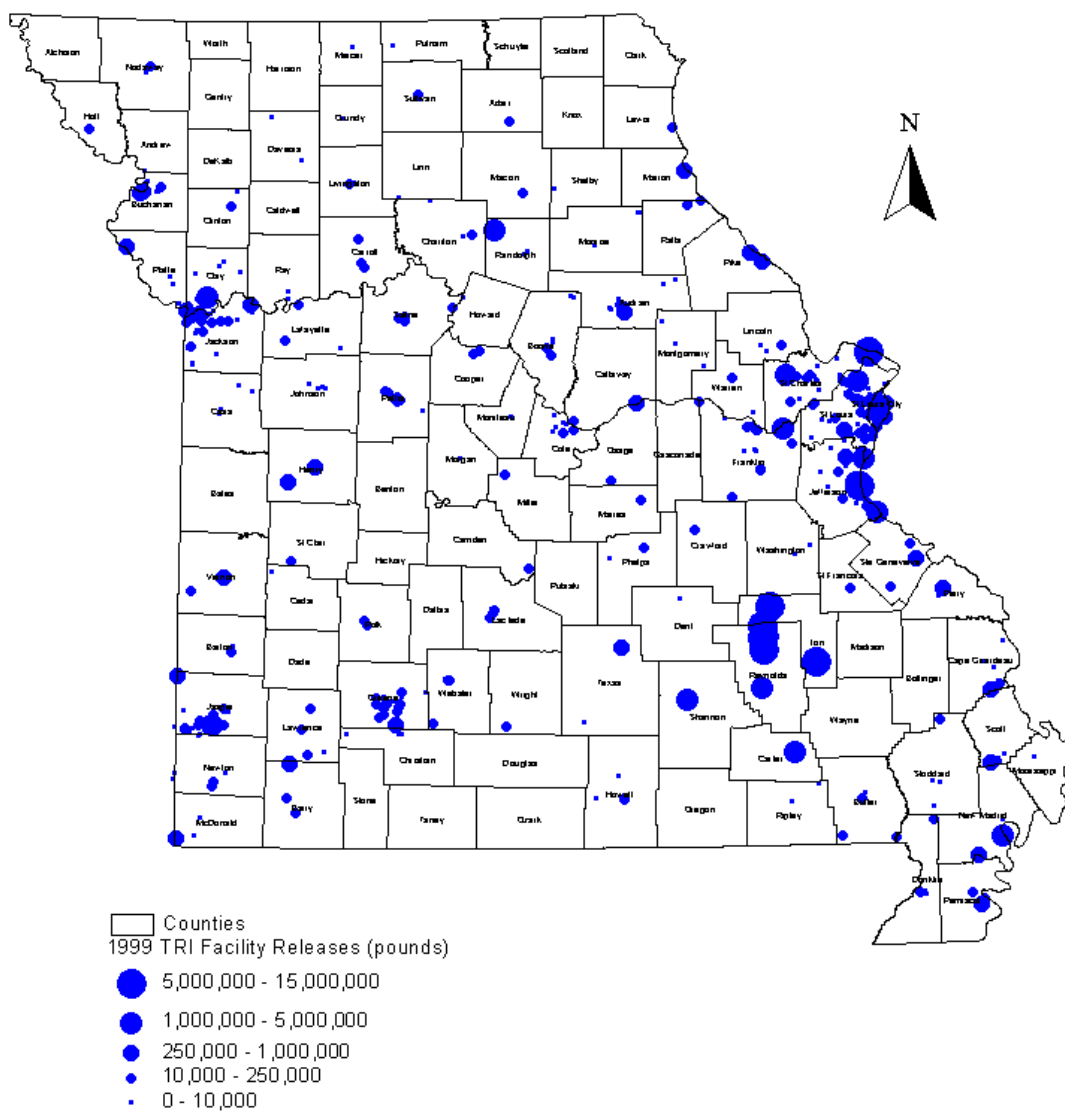 Atchison
Nodaway
Worth
Harrison
Mercer
Putnam
Schuyler
Scotland
Clark
N
Holt
Gentry
Sullivan
Adair
Knox
Lewis
Grundy
Andrew
DeKalb
Daviess
Linn
Macon
Shelby
Marion
Livingston
Buchanan
Clinton
Caldwell
Chariton
Randolph
Monroe
Ralls
Carroll
Pike
Platte
Clay
Ray
Saline
Howard
Audrain
Lincoln
Jackson
Lafayette
Boone
Montgomery
Cooper
Callaway
Warren
St Charles
Johnson
Pettis
Cass
Moniteau
St Louis City
St Louis
Cole
Osage
Gasconade
Franklin
Henry
Morgan
Bates
Benton
Miller
Maries
Jefferson
St Clair
Camden
Crawford
Washington
Hickory
Phelps
Ste Genevieve
Vernon
Pulaski
St Francois
Perry
Cedar
Dallas
Polk
Laclede
Dent
Iron
Madison
Barton
Dade
Cape Girardeau
Texas
Reynolds
Bollinger
Webster
Wright
Jasper
Greene
Lawrence
Shannon
Wayne
Scott
Christian
Douglas
Carter
Newton
Stoddard
Mississippi
Howell
Stone
Barry
Oregon
Ripley
Butler
McDonald
Taney
Ozark
New Madrid
Dunklin
Pemiscot
Counties
1999 TRI Facility Releases (pounds)
5,000,000 - 15,000,000
1,000,000 - 5,000,000
250,000 - 1,000,000
10,000 - 250,000
0 - 10,000